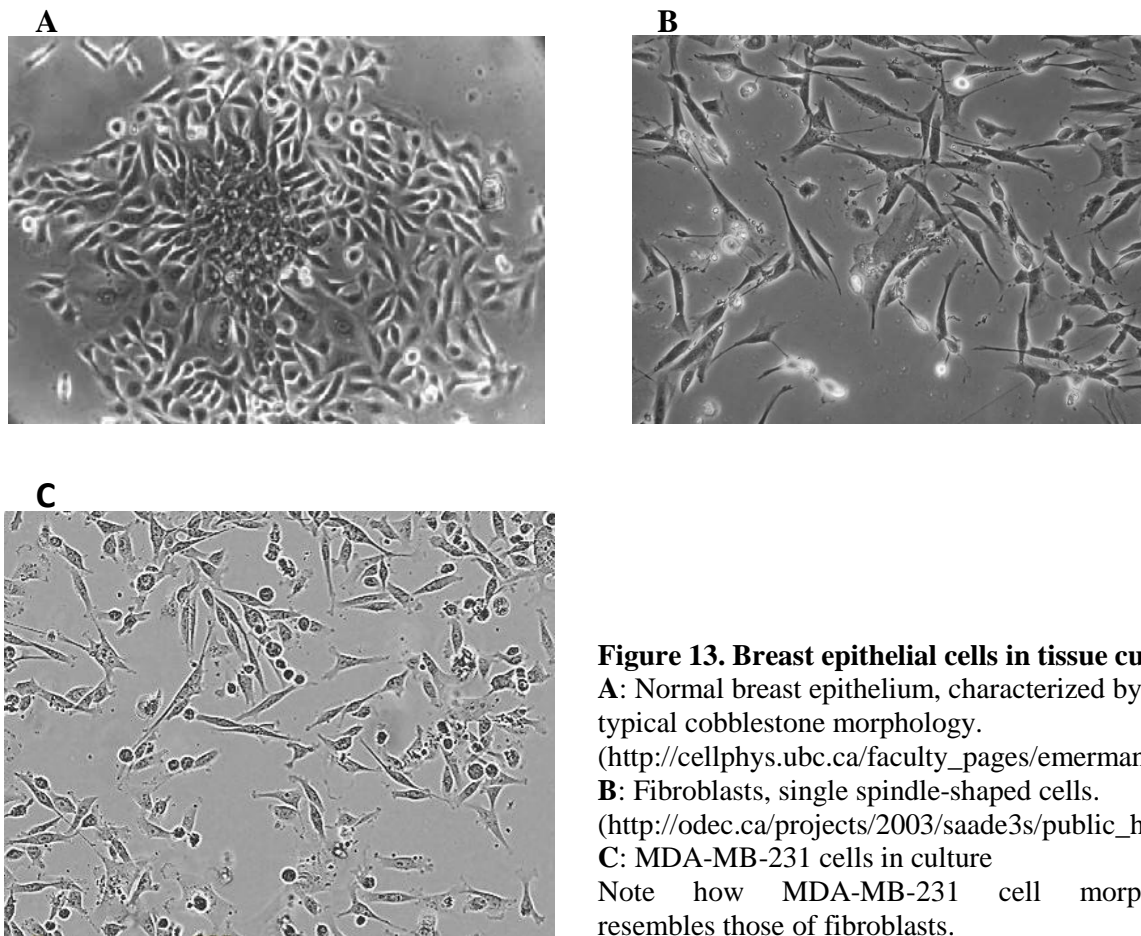 A
B
C
Figure 13. Breast epithelial cells in tissue cu
A: Normal breast epithelium, characterized by
typical cobblestone morphology.
(http://cellphys.ubc.ca/faculty_pages/emerman
B: Fibroblasts, single spindle-shaped cells.
(http://odec.ca/projects/2003/saade3s/public_h
C: MDA-MB-231 cells in culture
Note how MDA-MB-231 cell morp
resembles those of fibroblasts.